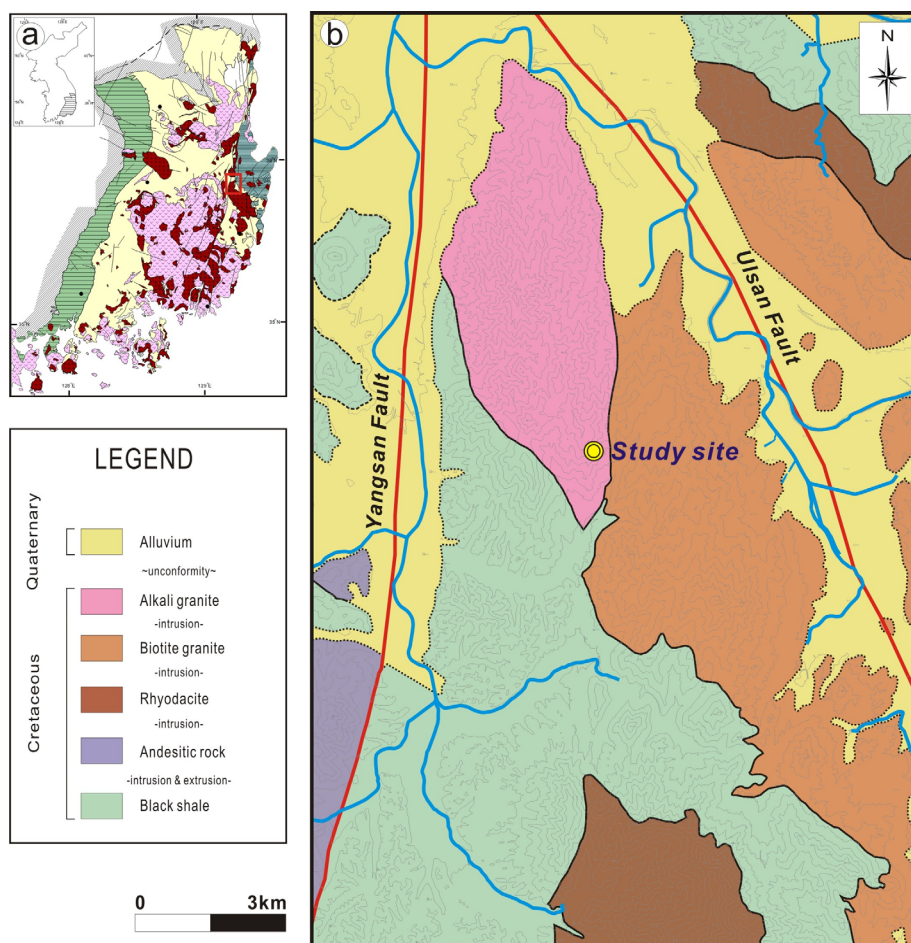 a
b
N
Yangsan Fault
Ulsan Fault
Study site
LEGEND
Quaternary
Alluvium
~unconformity~
Cretaceous
Alkali granite
-intrusion-
Biotite granite
-intrusion-
Rhyodacite
-intrusion-
Andesitic rock
-intrusion & extrusion-
Black shale
0 3km